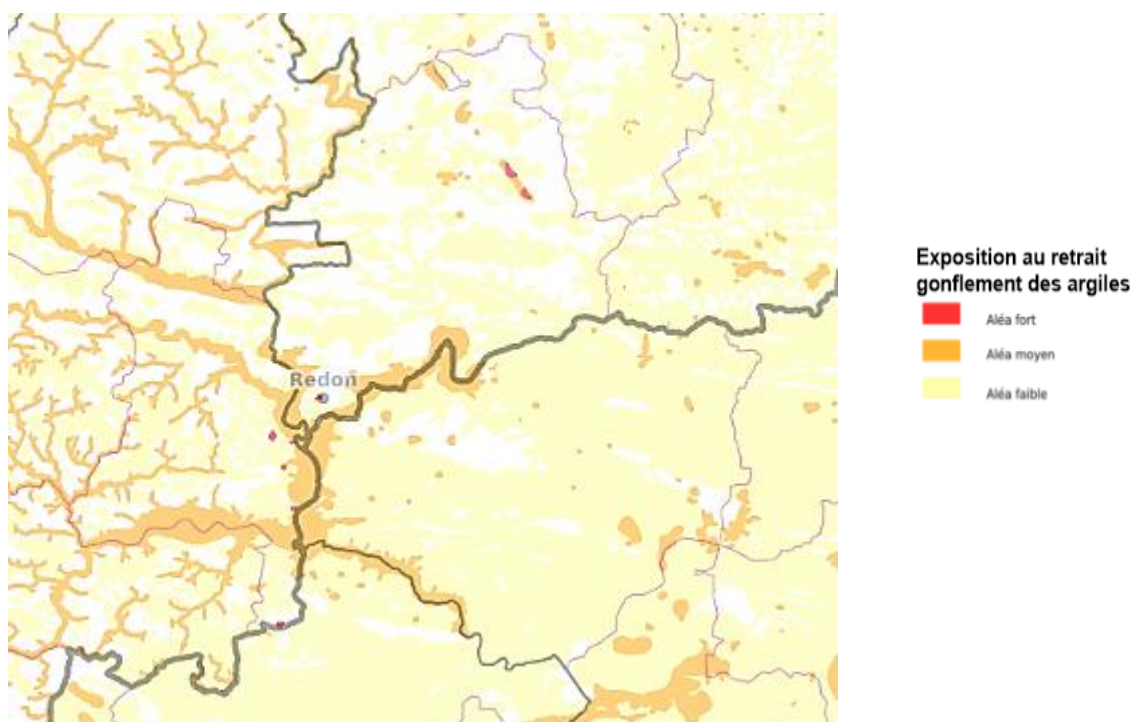 Redon
Exposition au retrait
gonflement des argiles
Aléa fort
Aléa moyen
Aléa faible